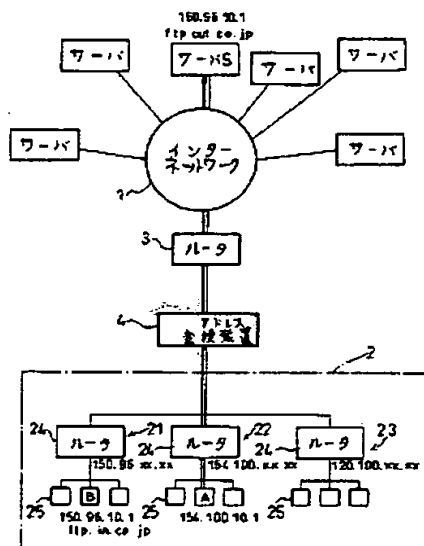 150.96.10.1
ftp out co.jp
サーバ
サーバS
サーバ
サーバ
サーバ
サーバ
インター
ネットワーク
1
3
ルータ
4
アドレス
変換装置
2
24
ルータ
21
24
ルータ
22
24
ルータ
23
150.96 xx.xx
154 100.xx xx
120.100.xx.xx
25
B
25
A
25
150.96.10.1
154.100 10.1
ftp.in.co jp